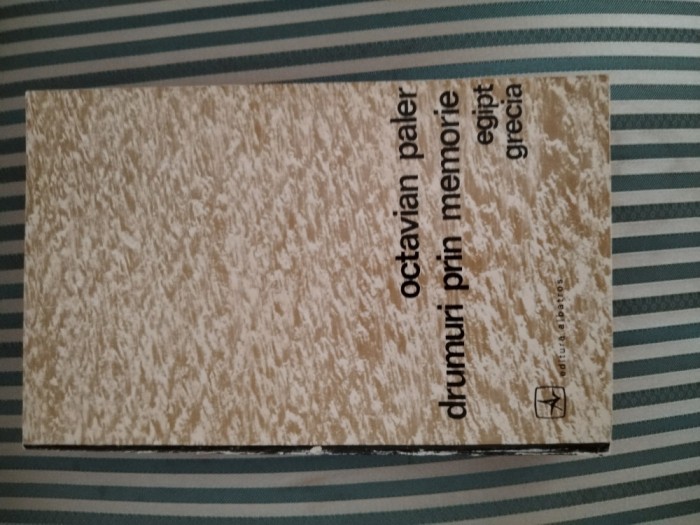 octavian paler
drumuri prin memorie
egipt
grecia
editura albatros